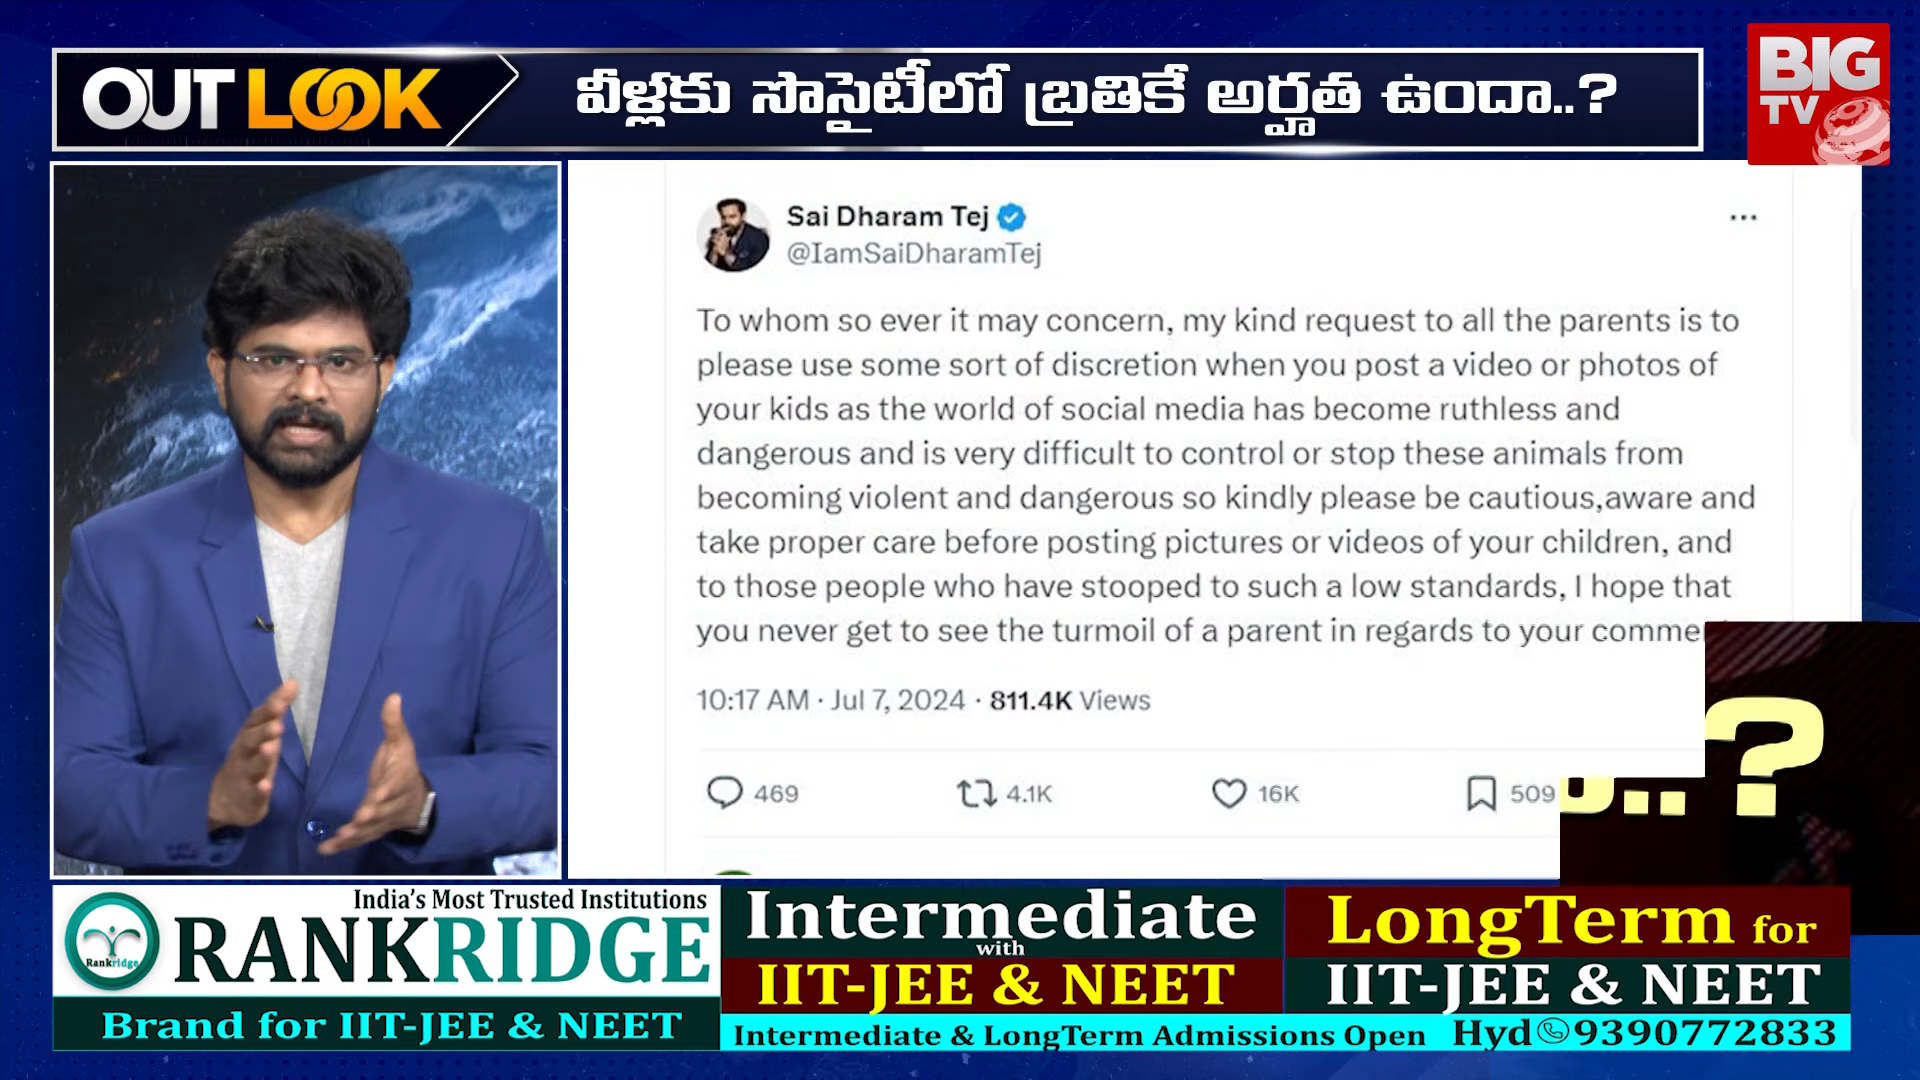 OUT LOOK
వీళ్లకు సొసైటీలో బ్రతికే అర్హత ఉందా..?
BIG
TV
Sai Dharam Tej
@IamSaiDharamTej
To whom so ever it may concern, my kind request to all the parents is to
please use some sort of discretion when you post a video or photos of
your kids as the world of social media has become ruthless and
dangerous and is very difficult to control or stop these animals from
becoming violent and dangerous so kindly please be cautious,aware and
take proper care before posting pictures or videos of your children, and
to those people who have stooped to such a low standards, I hope that
you never get to see the turmoil of a parent in regards to your
10:17 AM · Jul 7, 2024 · 811.4K Views
469 4.1K 16K 509
..?
India's Most Trusted Institutions
RANKRIDGE
Rankridge
Brand for IIT-JEE & NEET
Intermediate
with
IIT-JEE & NEET
LongTerm for
IIT-JEE & NEET
Intermediate & LongTerm Admissions Open Hyd 9390772833